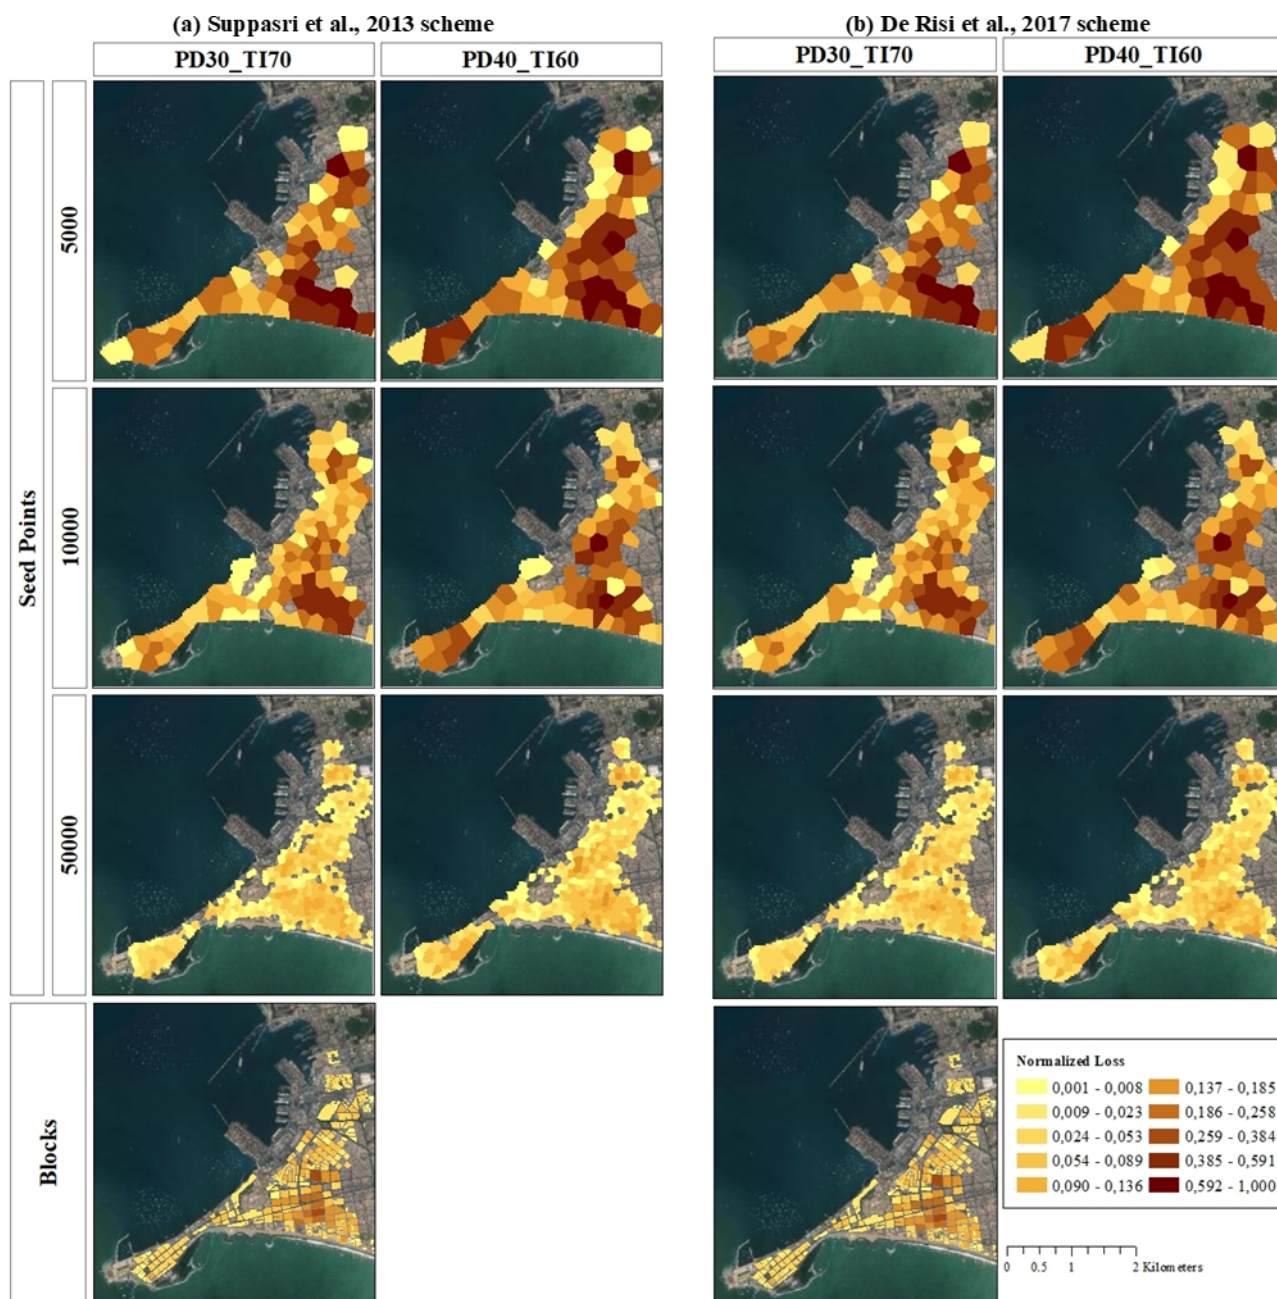 (a) Suppasri et al., 2013 scheme
(b) De Risi et al., 2017 scheme
PD30_TI70
PD40_TI60
PD30_TI70
PD40_TI60
Seed Points
5000
10000
50000
Blocks
Normalized Loss
0,001 - 0,008
0,137 - 0,185
0,009 - 0,023
0,186 - 0,258
0,024 - 0,053
0,259 - 0,384
0,054 - 0,089
0,385 - 0,591
0,090 - 0,136
0,592 - 1,000
0 0.5 1 2 Kilometers